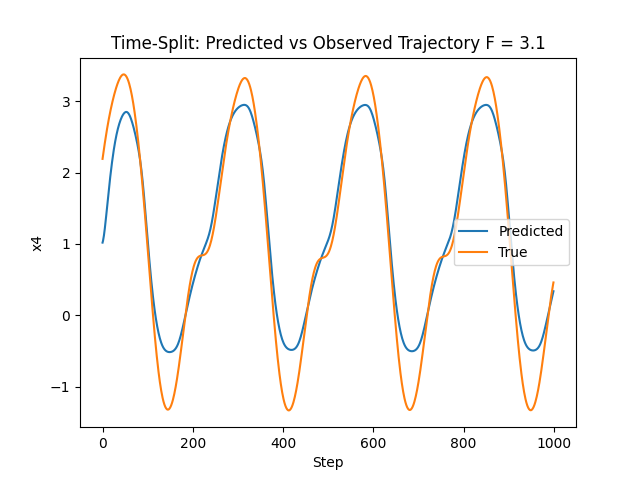 Time-Split: Predicted vs Observed Trajectory F = 3.1
x4
3
2
1
0
−1
0 200 400 600 800 1000
Step
Predicted
True